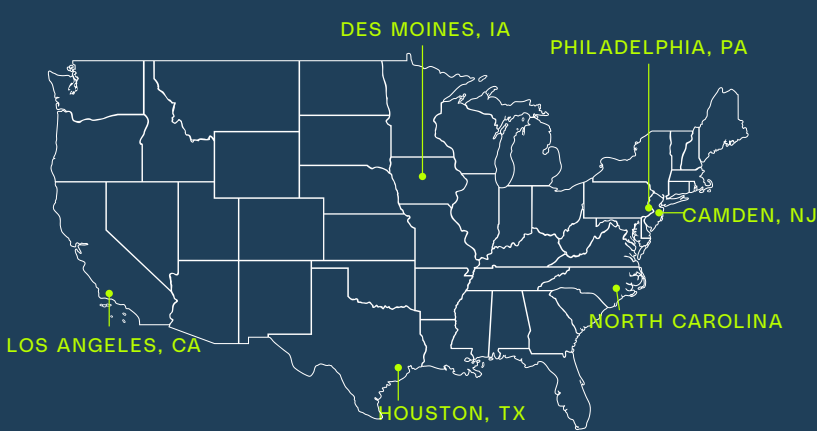 DES MOINES, IA
PHILADELPHIA, PA
CAMDEN, NJ
NORTH CAROLINA
LOS ANGELES, CA
HOUSTON, TX